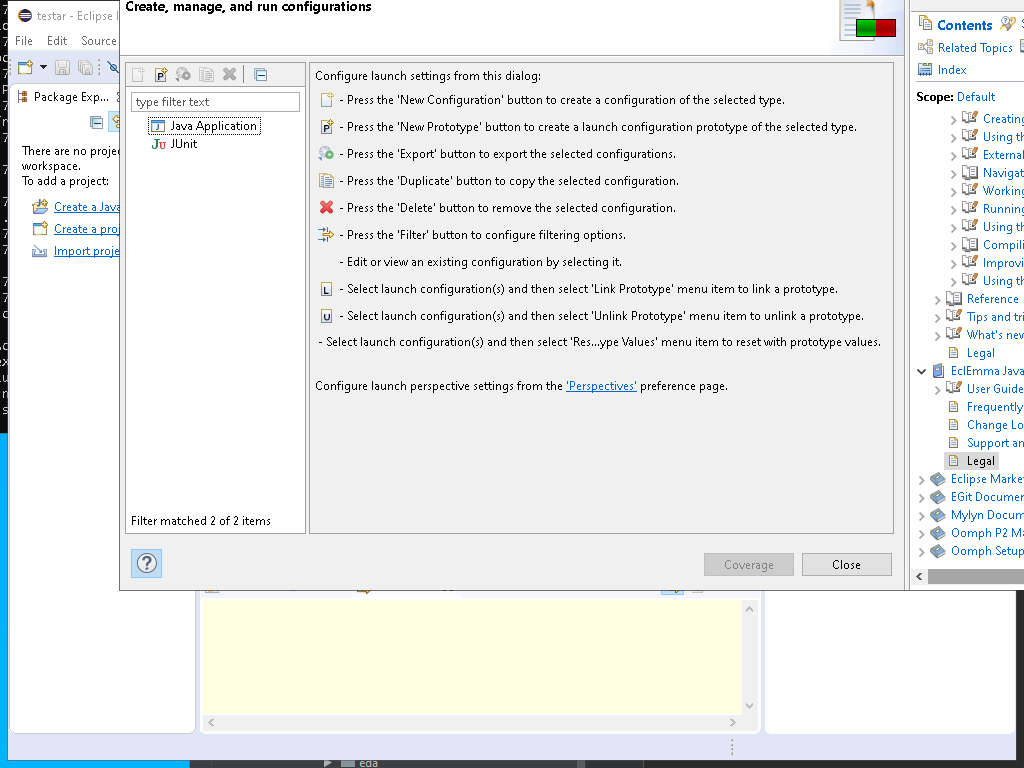 testar - Eclipse
Create, manage, and run configurations
File Edit Source
Package Exp...
There are no
workspace.
To add a project:
Create a Java
Create a
Import
type filter text
Java Application
JUnit
Filter matched 2 of 2 items
Configure launch settings from this dialog:
- Press the 'New Configuration' button to create a configuration of the selected type.
- Press the 'New Prototype' button to create a launch configuration prototype of the selected type.
- Press the 'Export' button to export the selected configurations.
- Press the 'Duplicate' button to copy the selected configuration.
- Press the 'Delete' button to remove the selected configuration.
- Press the 'Filter' button to configure filtering options.
- Edit or view an existing configuration by selecting it.
- Select launch configuration(s) and then select 'Link Prototype' menu item to link a prototype.
- Select launch configuration(s) and then select 'Unlink Prototype' menu item to unlink a prototype.
- Select launch configuration(s) and then select 'Res...ype Values' menu item to reset with prototype values.
Configure launch perspective settings from the 'Perspectives' preference page.
Coverage Close
Contents
Related Topics
Index
Scope: Default
Creating
Using the
External
Navigat
Working
Running
Using the
Compili
Improvi
Using the
Reference
Tips and tri
What's new
Legal
EclEmma Java
User Guide
Frequently
Change Lo
Support an
Legal
Eclipse Marke
EGit Documen
Mylyn Docum
Oomph P2 Ma
Oomph Setup
eda